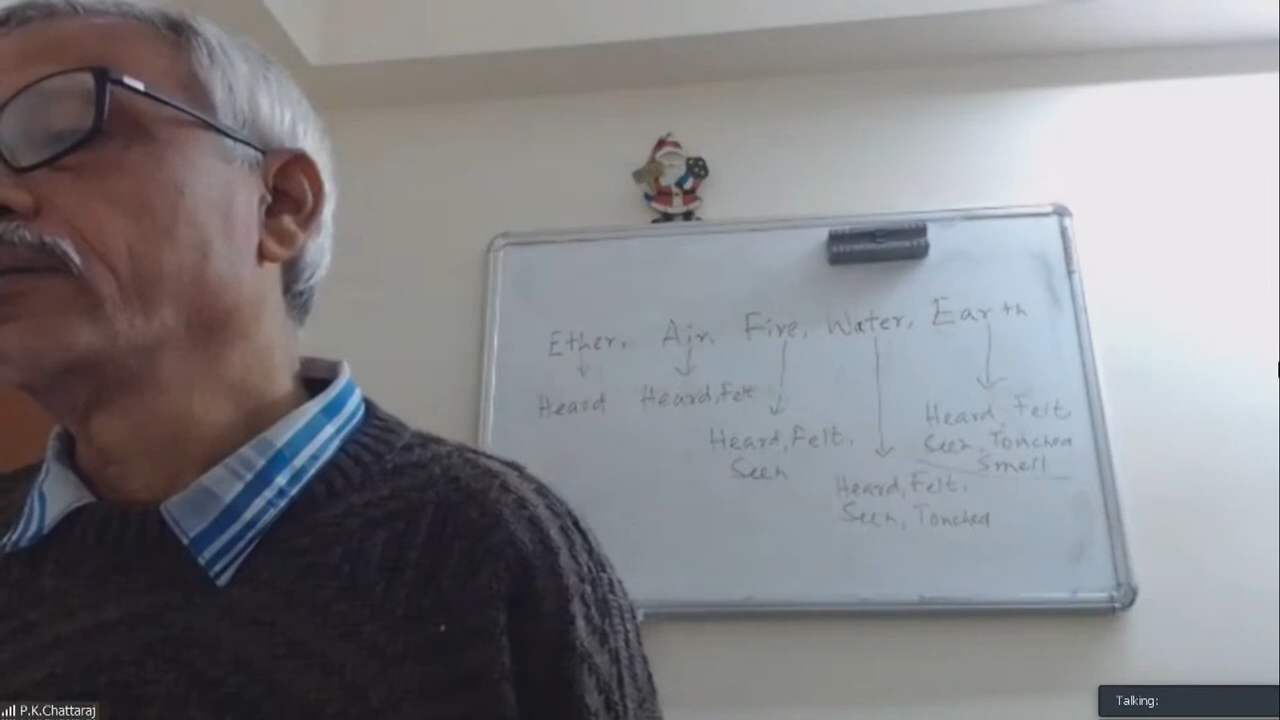 Ether, Air, Fire, Water, Earth
Heard
Heard, Felt
Heard, Felt.
Seen
Heard, Felt.
Seen, Touched
Heard, Felt,
Seen, Touched
Smell
P.K.Chattaraj
Talking: